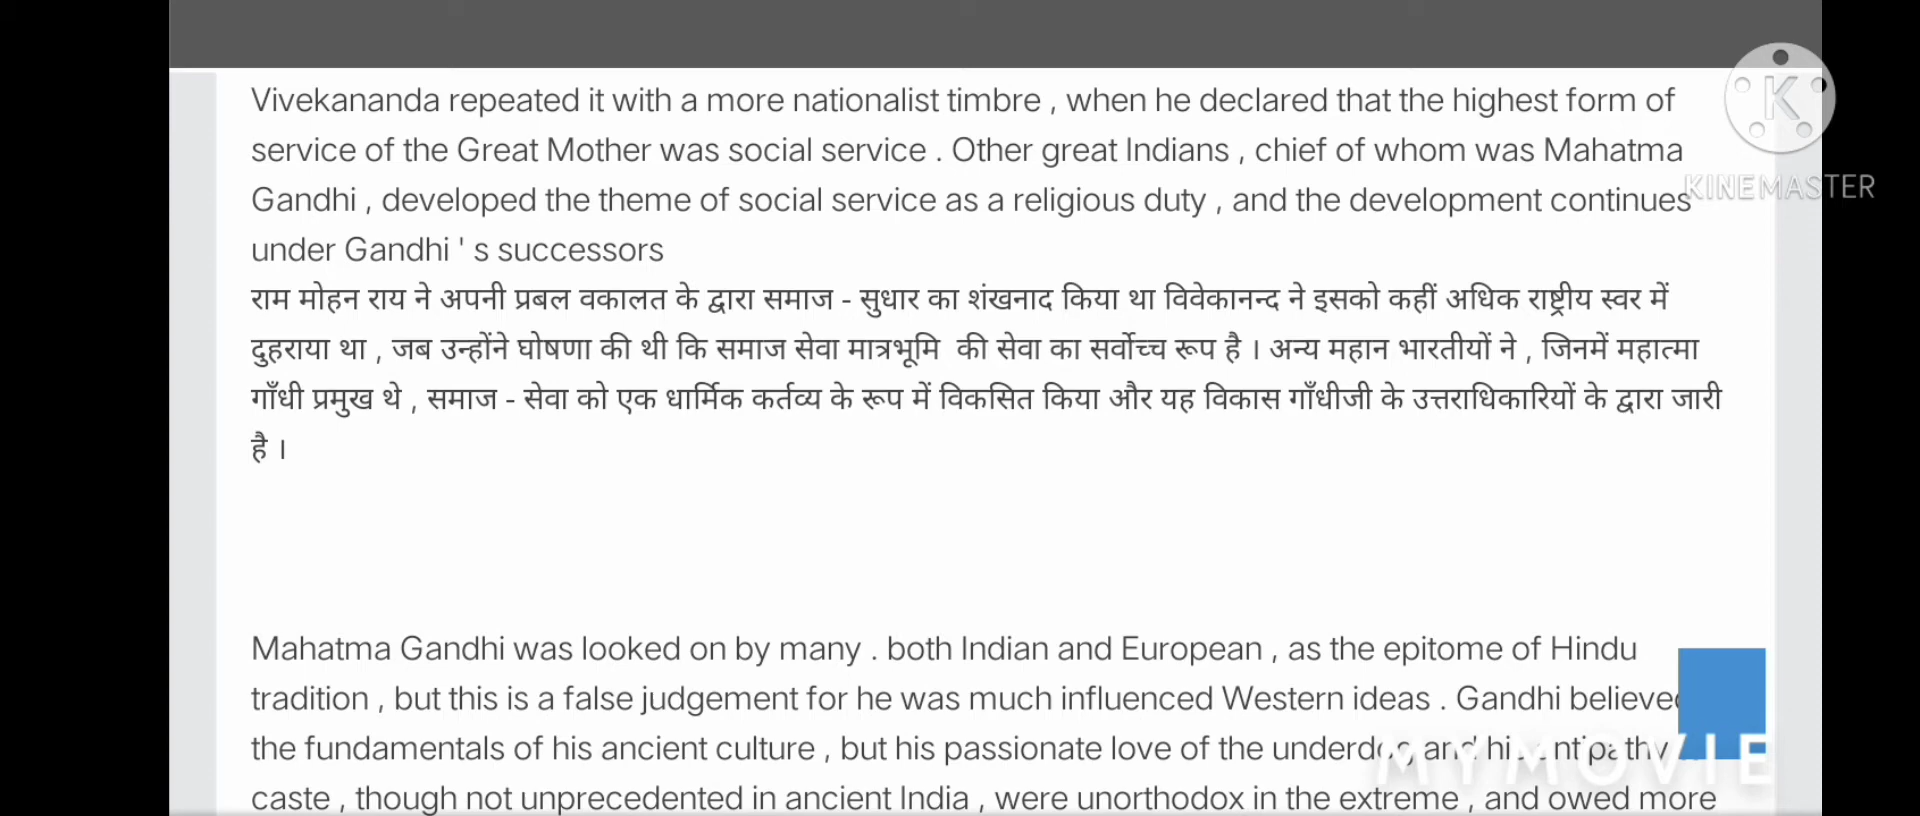 Vivekananda repeated it with a more nationalist timbre , when he declared that the highest form of
service of the Great Mother was social service . Other great Indians , chief of whom was Mahatma
Gandhi , developed the theme of social service as a religious duty , and the development continues
under Gandhi ' s successors
राम मोहन राय ने अपनी प्रबल वकालत के द्वारा समाज - सुधार का शंखनाद किया था विवेकानन्द ने इसको कहीं अधिक राष्ट्रीय स्वर में
दुहराया था , जब उन्होंने घोषणा की थी कि समाज सेवा मात्रभूमि की सेवा का सर्वोच्च रूप है । अन्य महान भारतीयों ने , जिनमें महात्मा
गाँधी प्रमुख थे , समाज - सेवा को एक धार्मिक कर्तव्य के रूप में विकसित किया और यह विकास गाँधीजी के उत्तराधिकारियों के द्वारा जारी
है ।
Mahatma Gandhi was looked on by many . both Indian and European , as the epitome of Hindu
tradition , but this is a false judgement for he was much influenced Western ideas . Gandhi believed
the fundamentals of his ancient culture , but his passionate love of the underdog and his antipathy
caste , though not unprecedented in ancient India , were unorthodox in the extreme , and owed more
K
KINEMASTER
MYMOVIE